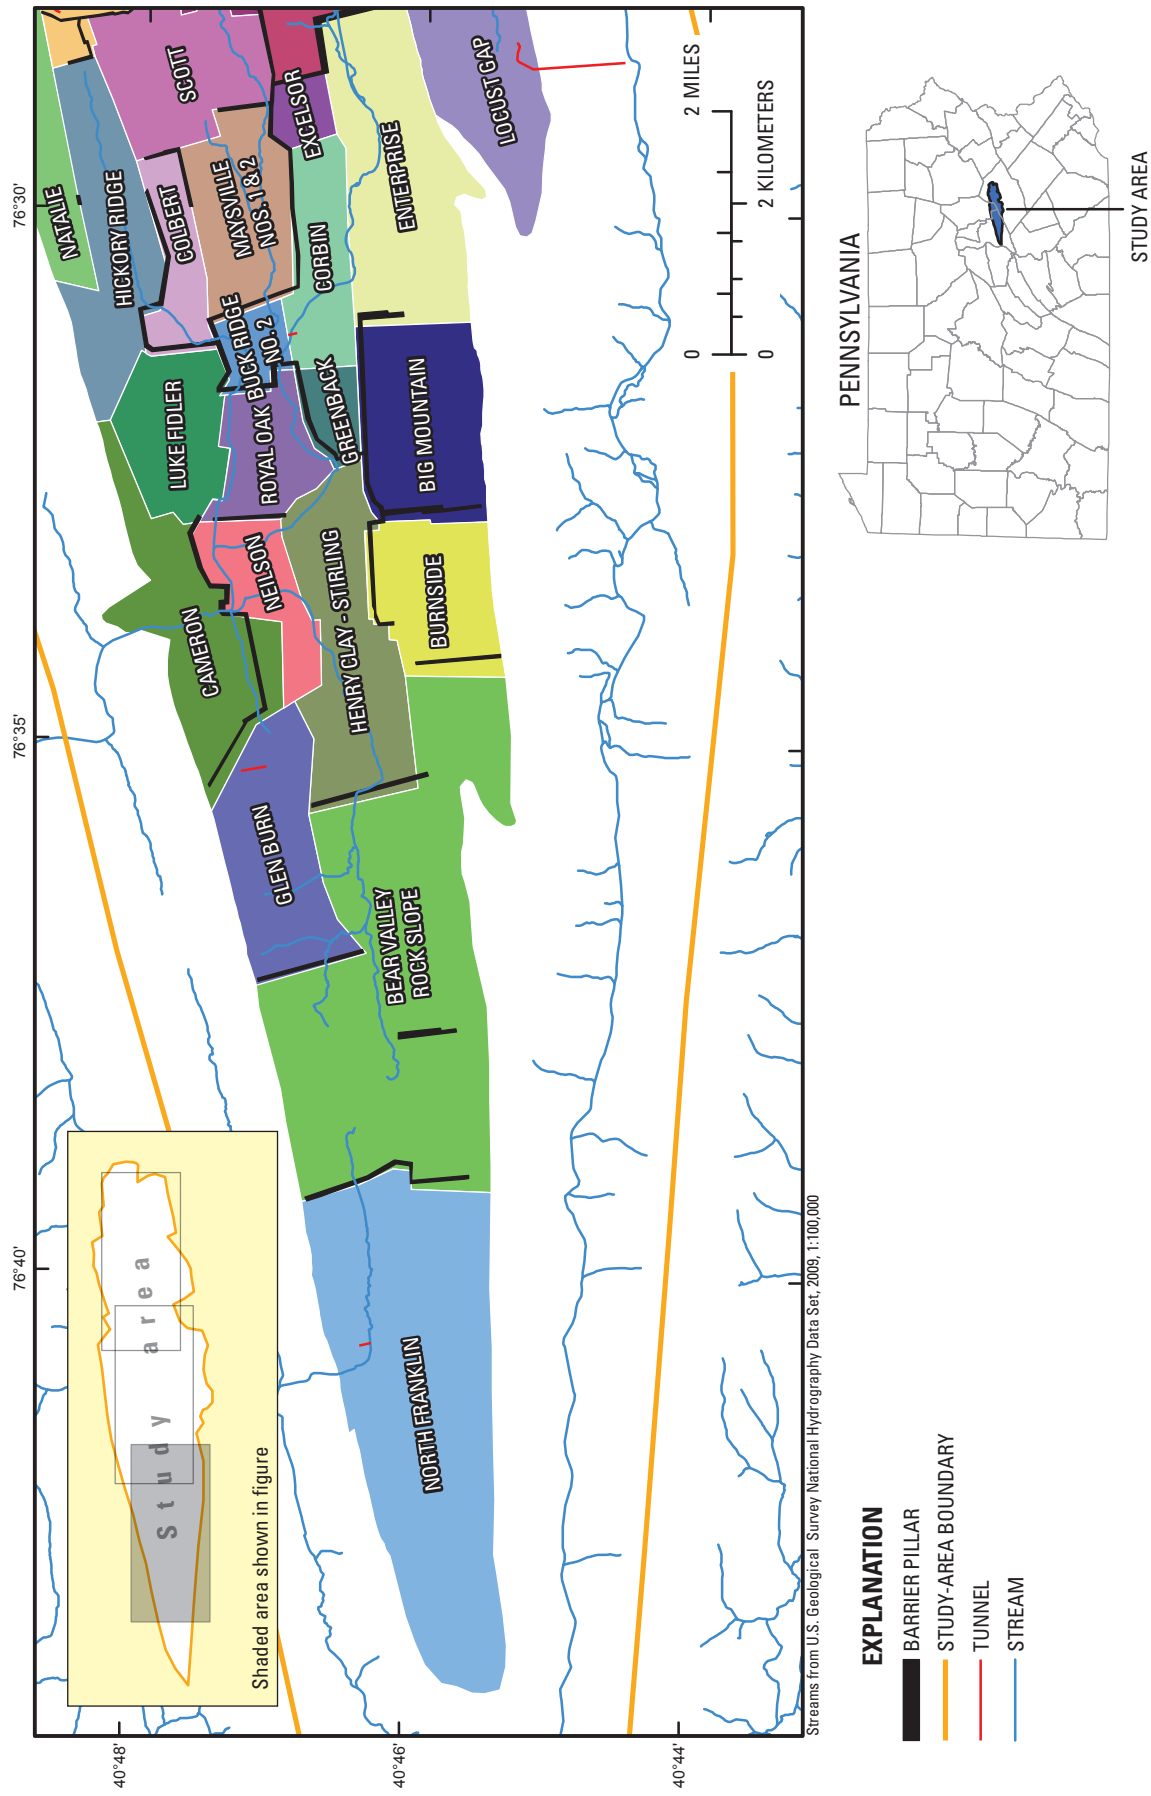 76°40'
76°35'
76°30'
40°48'
40°46'
40°44'
Study area
Shaded area shown in figure
NORTH FRANKLIN
BEAR VALLEY
ROCK SLOPE
GLEN BURN
CAMERON
HENRY CLAY - STIRLING
NEILSON
BURNSIDE
LUKE FIDLER
ROYAL OAK
GREENBACK
BIG MOUNTAIN
BUCK RIDGE
NO. 2
HICKORY RIDGE
NATALIE
COLBERT
MAYSVILLE
NOS. 1 & 2
CORBIN
SCOTT
EXCELSOR
ENTERPRISE
LOCUST GAP
0
2 MILES
0
2 KILOMETERS
Streams from U.S. Geological Survey National Hydrography Data Set, 2009, 1:100,000
EXPLANATION
BARRIER PILLAR
STUDY-AREA BOUNDARY
TUNNEL
STREAM
PENNSYLVANIA
STUDY AREA